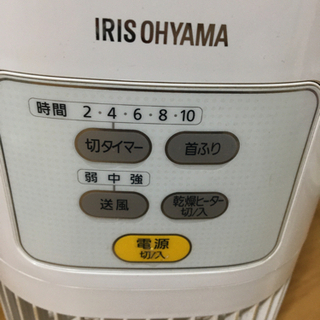 IRIS OHYAMA
時間 2・4・6・8・10
切タイマー 首ふり
弱中強
送風 乾燥ヒーター
切/入
電源
切/入